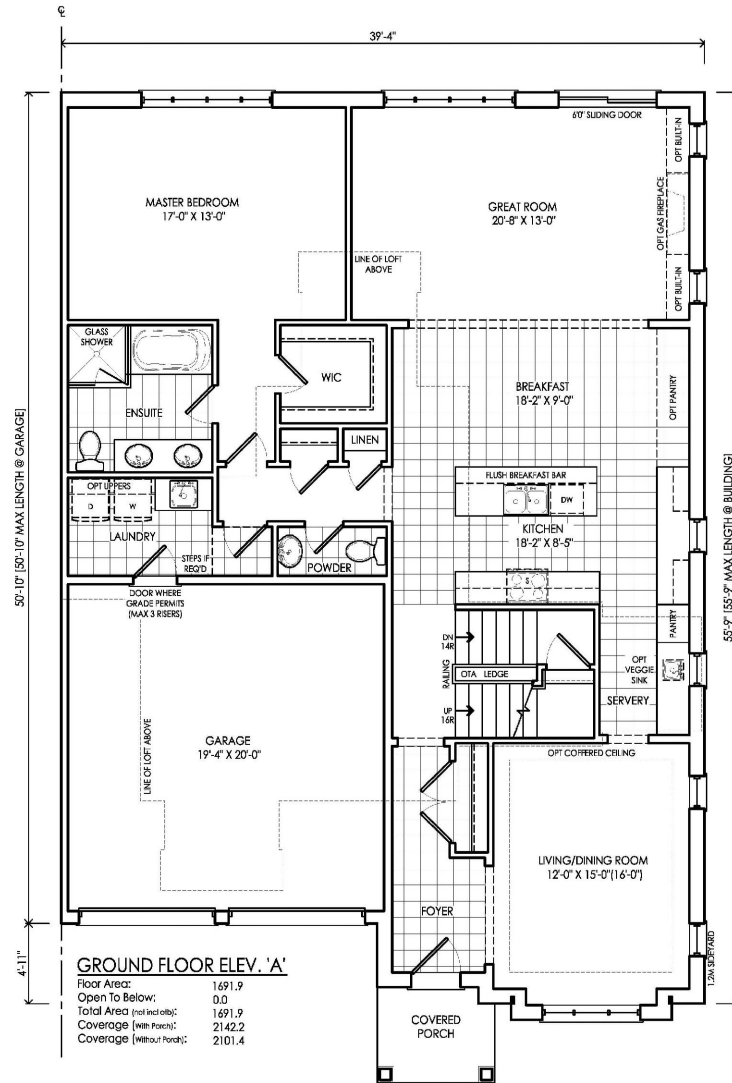 ℄
39'-4"
6'0" SLIDING DOOR
OPT BUILT-IN
MASTER BEDROOM
17'-0" X 13'-0"
GREAT ROOM
20'-8" X 13'-0"
OPT GAS FIREPLACE
LINE OF LOFT
ABOVE
OPT BUILT-IN
GLASS
SHOWER
WIC
BREAKFAST
18'-2" X 9'-0"
OPT PANTRY
ENSUITE
LINEN
50'-10" [50'-10" MAX LENGTH @ GARAGE]
55'-9" [55'-9" MAX LENGTH @ BUILDING]
FLUSH BREAKFAST BAR
OPT UPPERS
D
W
DW
LAUNDRY
KITCHEN
18'-2" X 8'-5"
STEPS IF
REQ'D
POWDER
S
DOOR WHERE
GRADE PERMITS
(MAX 3 RISERS)
PANTRY
DN
14R
RAILING
OTA LEDGE
OPT
VEGGIE
SINK
UP
16R
SERVERY
LINE OF LOFT ABOVE
GARAGE
19'-4" X 20'-0"
OPT COFFERED CEILING
LIVING/DINING ROOM
12'-0" X 15'-0"(16'-0")
FOYER
4'-11"
1.2M SIDEYARD
GROUND FLOOR ELEV. 'A'
Floor Area: 1691.9
Open To Below: 0.0
Total Area (not incl otb): 1691.9
Coverage (With Porch): 2142.2
Coverage (Without Porch): 2101.4
COVERED
PORCH